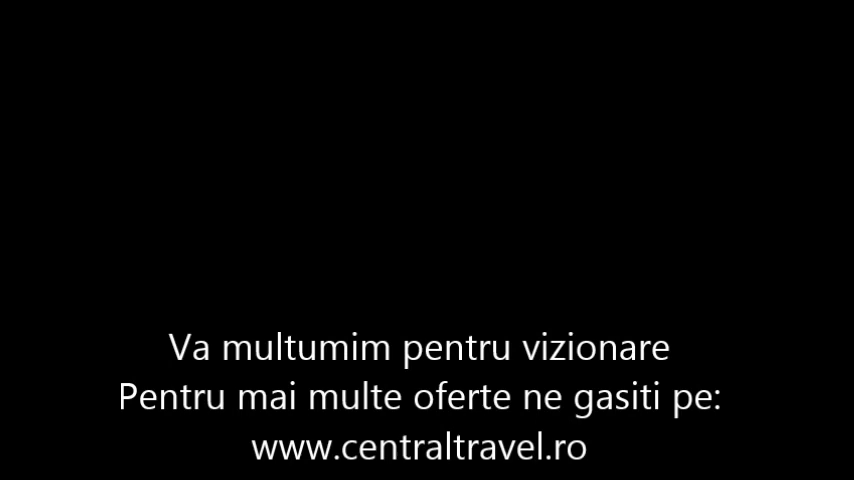 Va multumim pentru vizionare
Pentru mai multe oferte ne gasiti pe:
www.centraltravel.ro